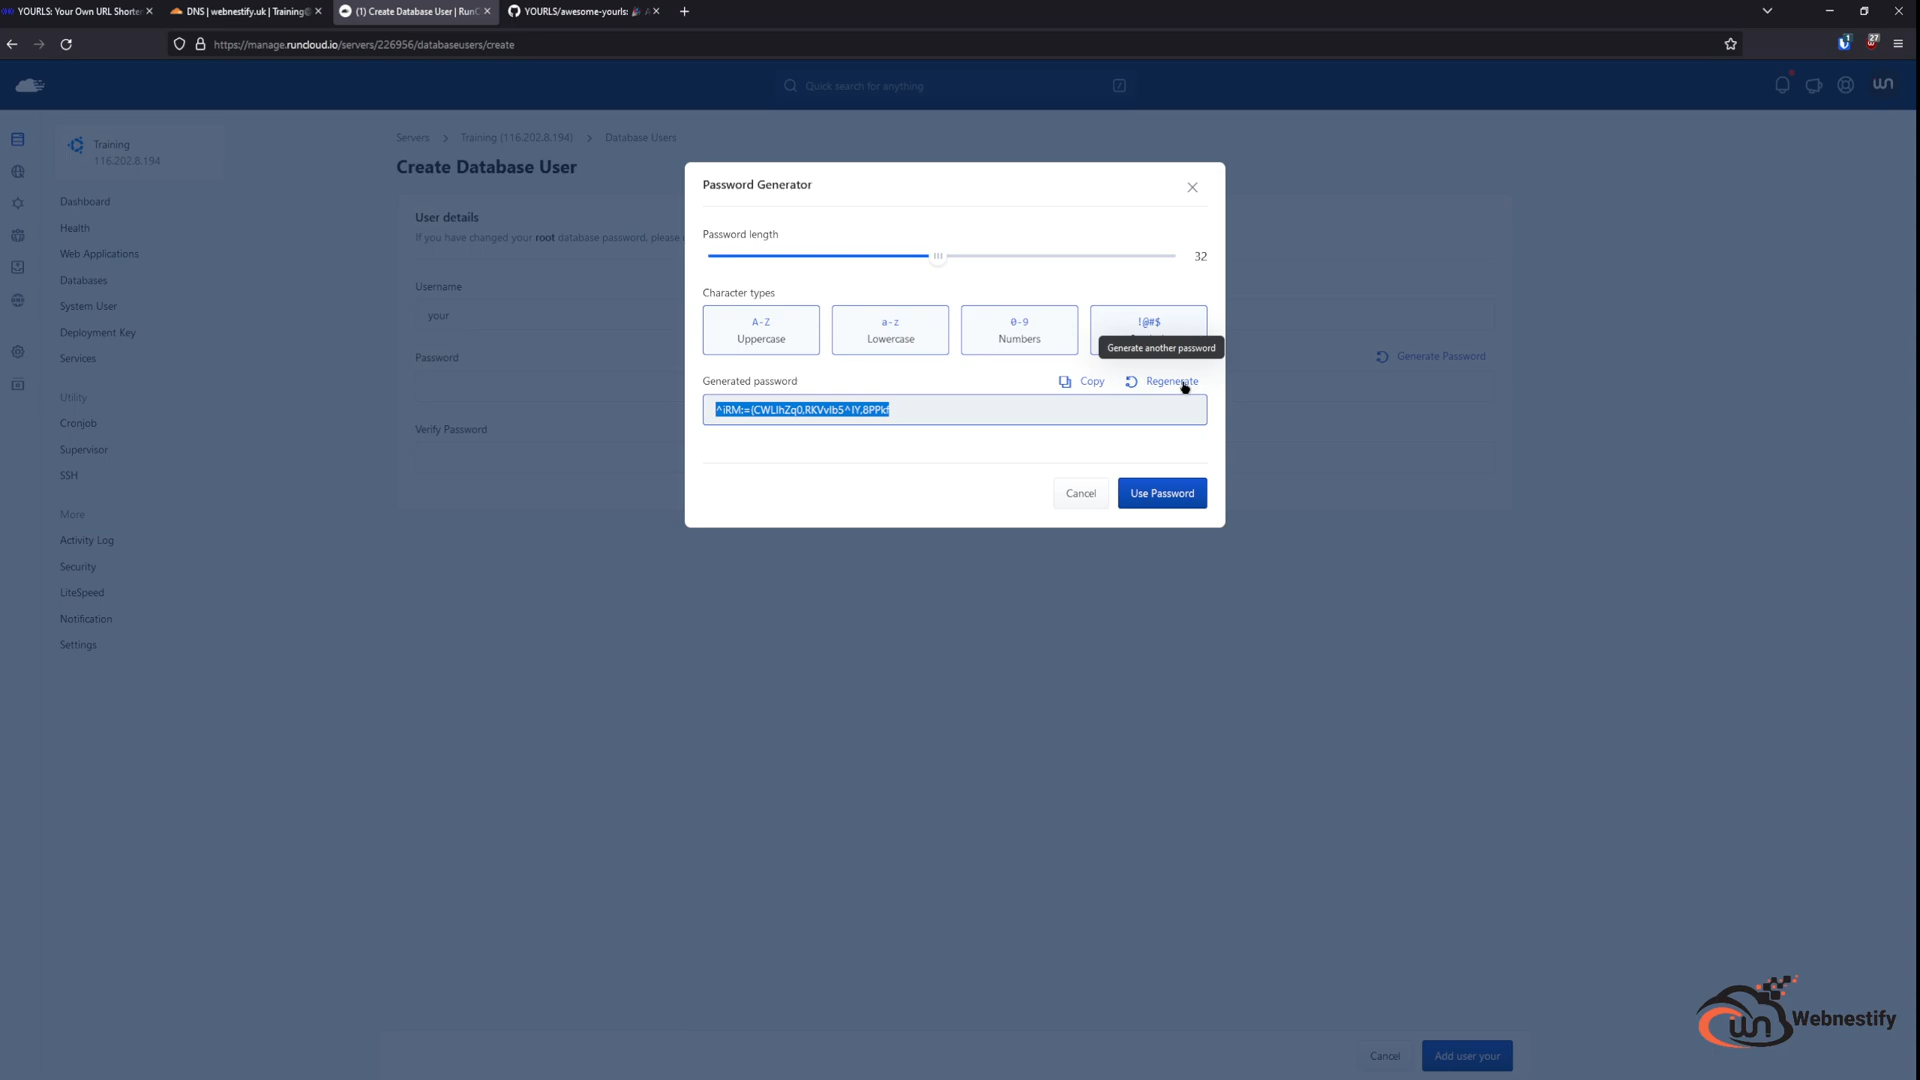 YOURLS: Your Own URL Shorte
DNS | webnestify.uk | Training@
(1) Create Database User | RunC
YOURLS/awesome-yourls: 🎉 A
https://manage.runcloud.io/servers/226956/databaseusers/create
1
27
Quick search for anything
/
wn
Training
116.202.8.194
Dashboard
Health
Web Applications
Databases
System User
Deployment Key
Services
Utility
Cronjob
Supervisor
SSH
More
Activity Log
Security
LiteSpeed
Notification
Settings
Servers > Training (116.202.8.194) > Database Users
Create Database User
User details
If you have changed your root database password, please
Username
your
Password
Generate Password
Verify Password
Password Generator
Password length
32
Character types
A-Z
Uppercase
a-z
Lowercase
0-9
Numbers
!@#$
Generate another password
Generated password
Copy
Regenerate
Cancel
Use Password
Cancel
Add user your
wn Webnestify